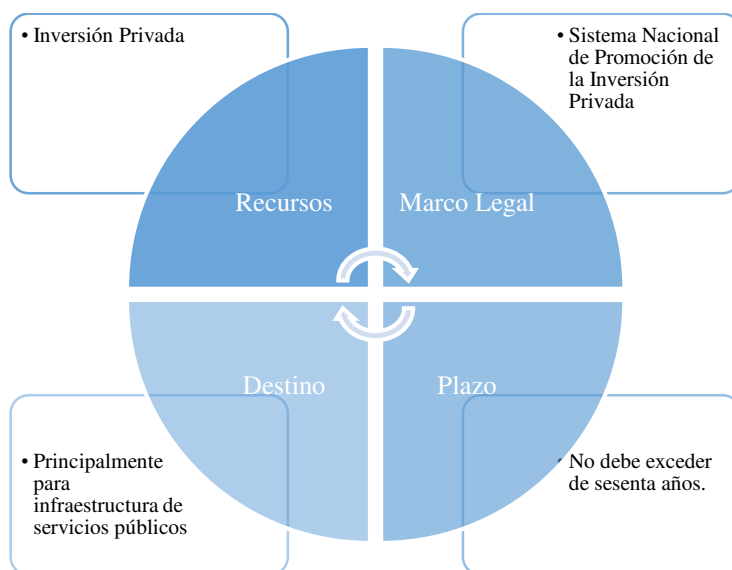 • Inversión Privada
• Sistema Nacional
de Promoción de
la Inversión
Privada
Recursos
Marco Legal
Destino
Plazo
• Principalmente
para
infraestructura de
servicios públicos
• No debe exceder
de sesenta años.